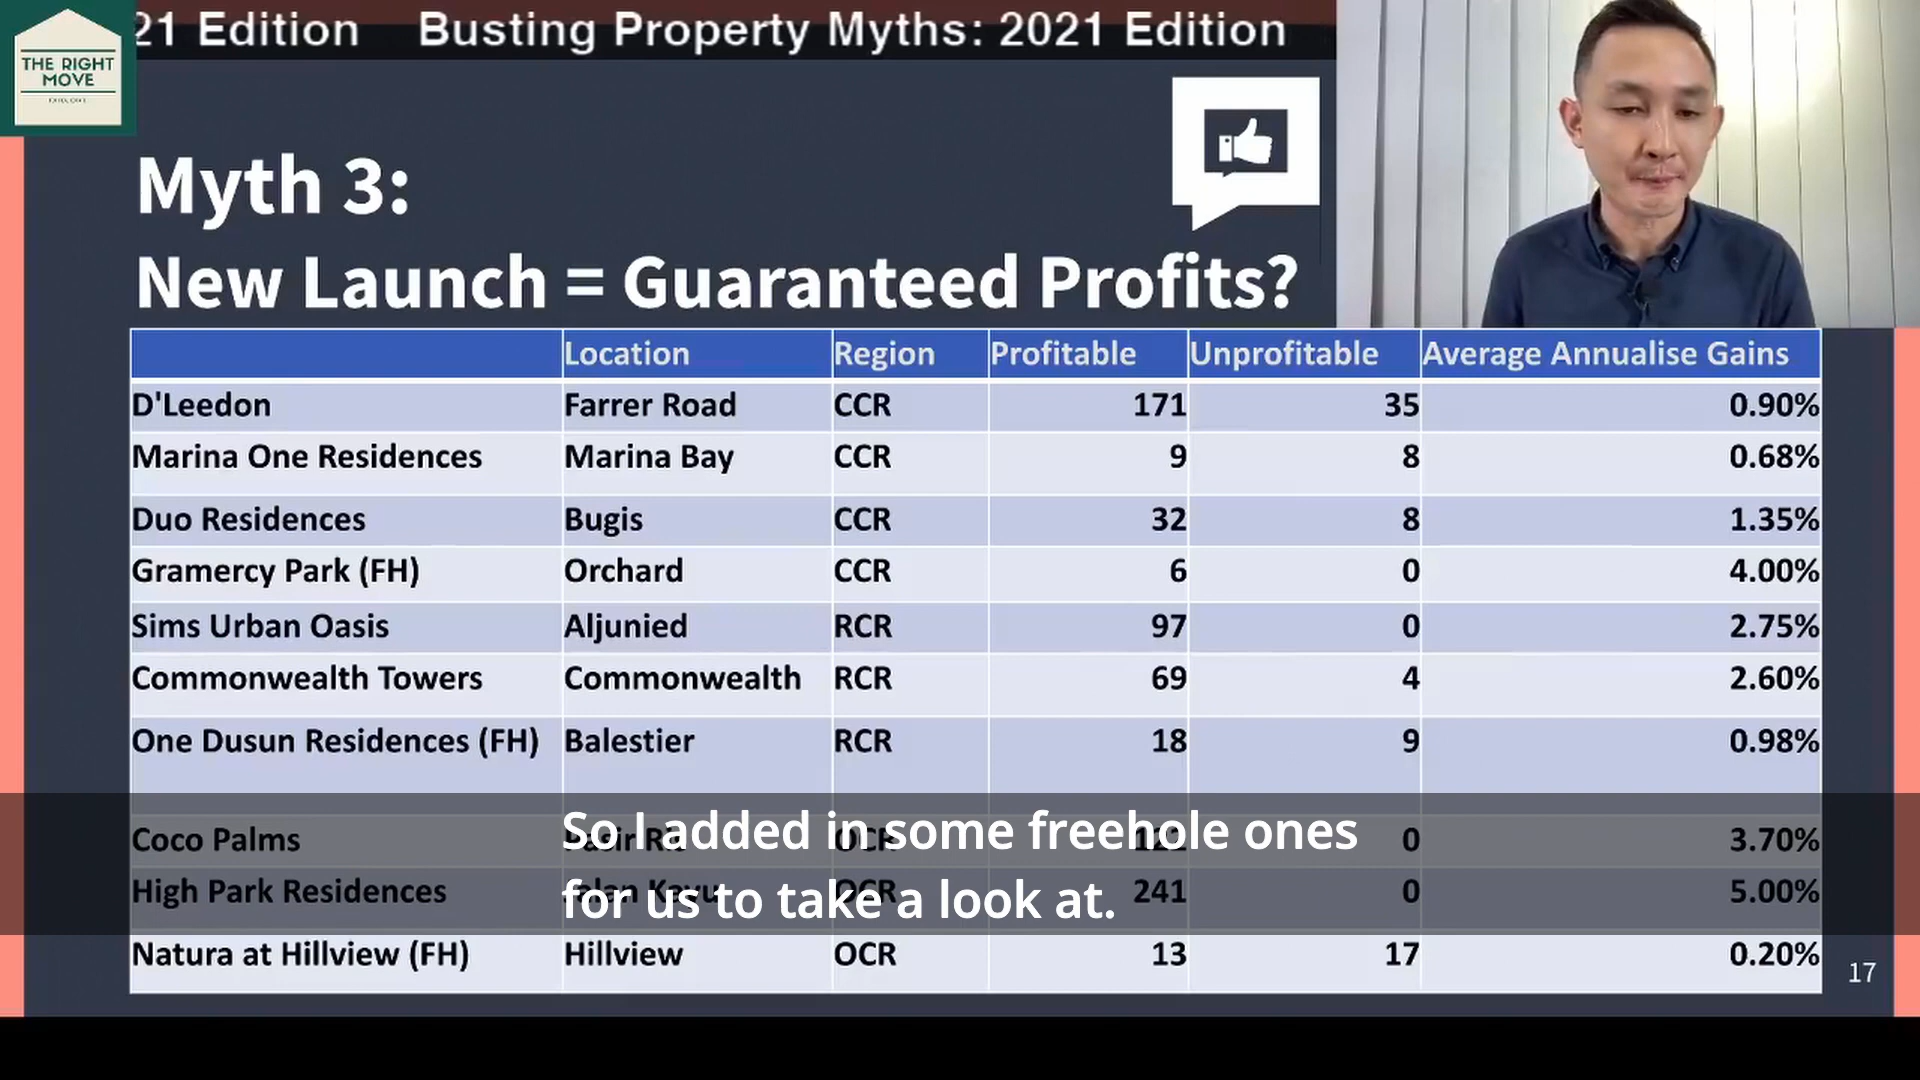 21 Edition Busting Property Myths: 2021 Edition
THE RIGHT
MOVE
Myth 3:
New Launch = Guaranteed Profits?
Location Region Profitable Unprofitable Average Annualise Gains
D'Leedon Farrer Road CCR 171 35 0.90%
Marina One Residences Marina Bay CCR 9 8 0.68%
Duo Residences Bugis CCR 32 8 1.35%
Gramercy Park (FH) Orchard CCR 6 0 4.00%
Sims Urban Oasis Aljunied RCR 97 0 2.75%
Commonwealth Towers Commonwealth RCR 69 4 2.60%
One Dusun Residences (FH) Balestier RCR 18 9 0.98%
Coco Palms OCR 0 3.70%
High Park Residences OCR 241 0 5.00%
Natura at Hillview (FH) Hillview OCR 13 17 0.20%
So I added in some freehole ones
for us to take a look at.
17